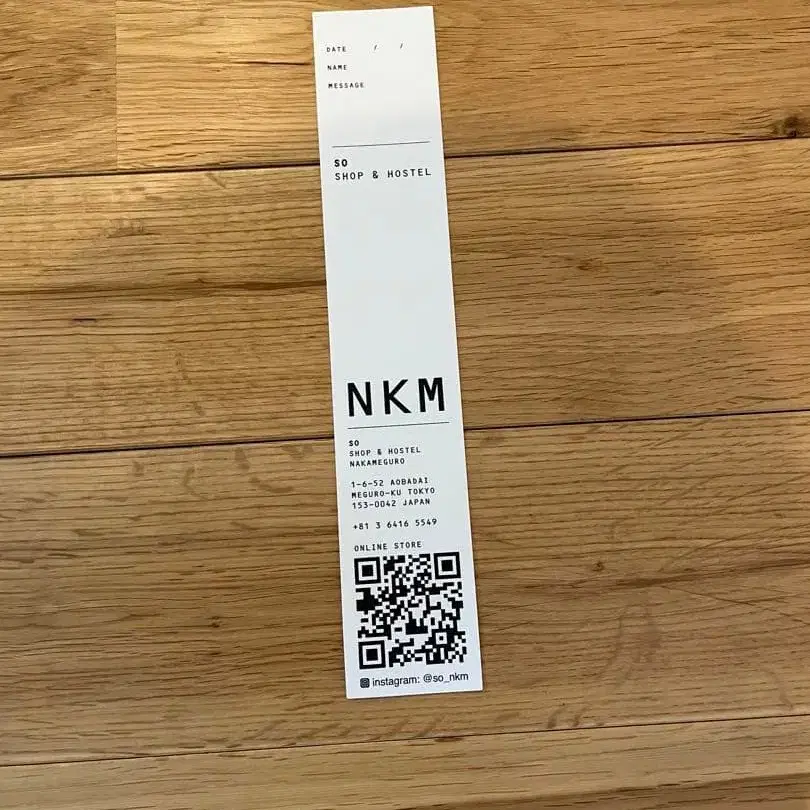 DATE / /
NAME
MESSAGE
SO
SHOP & HOSTEL
NKM
SO
SHOP & HOSTEL
NAKAMEGURO
1-6-52 AOBADAI
MEGURO-KU TOKYO
153-0042 JAPAN
+81 3 6416 5549
ONLINE STORE
instagram: @so_nkm